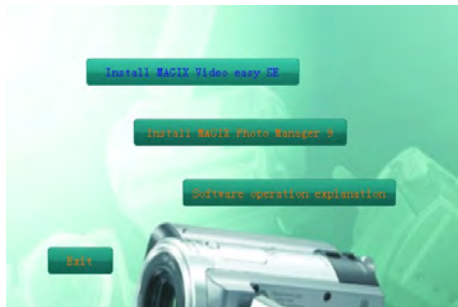 Install MAGIX Video easy SE
Install MAGIX Photo Manager 9
Software operation explanation
Exit